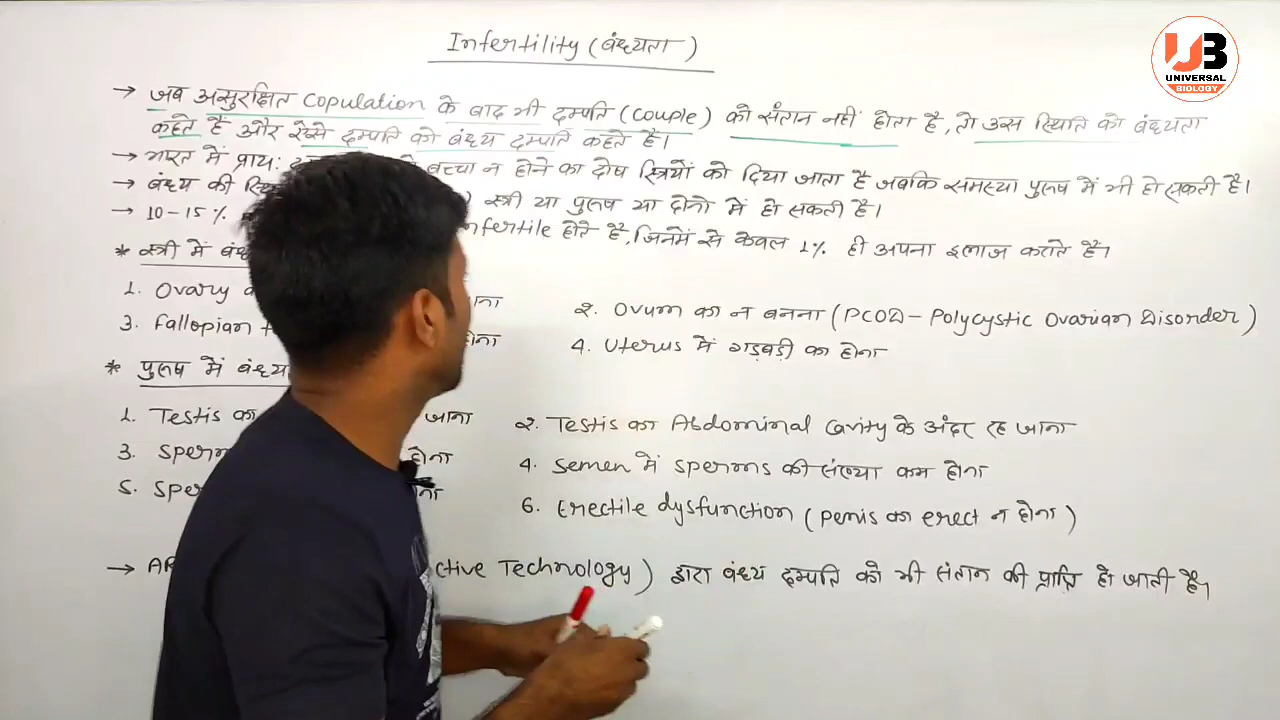 Infertility (बंध्यता)
UB
UNIVERSAL
BIOLOGY
→ जब असुरक्षित copulation के बाद भी दम्पति (couple) को संतान नहीं होता है, तो उस स्थिति को बंध्यता
कहते हैं और ऐसे दम्पति को बंध्य दम्पति कहते हैं।
→ भारत में प्राय: बच्चा न होने का दोष स्त्रियों को दिया जाता है जबकि समस्या पुरुष में भी हो सकती है।
→ बंध्य की स्त्री या पुरुष या दोनो में हो सकती है।
→ 10-15% nfertile होते है, जिनमें से केवल 1% ही अपना इलाज कराते हैं।
* स्त्री में
1. Ovary ना
2. Ovum का न बनना (PCOD - Polycystic Ovarian Disorder)
3. Fallopian ोना
4. Uterus में गड़बड़ी का होना
* पुरुष में
1. Testis का जाना
2. Testis का Abdominal cavity के अंदर रह जाना
3. Sperm होना
4. Semen में sperms की संख्या कम होना
5. Spe ना
6. Erectile dysfunction (Penis का erect न होना)
→ ctive Technology) द्वारा बंध्य दम्पति को भी संतान की प्राप्ति हो जाती है।